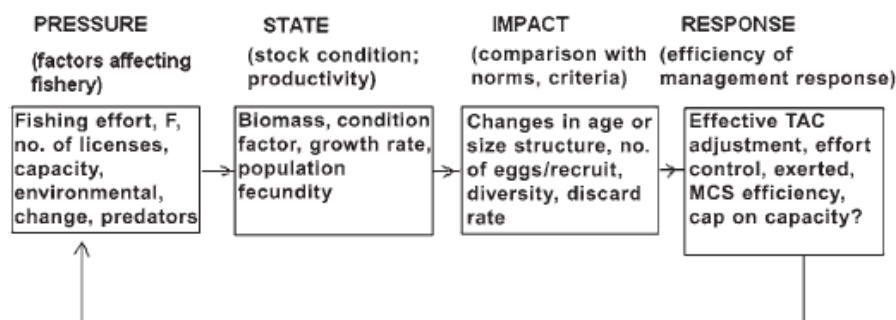 PRESSURE
(factors affecting
fishery)
Fishing effort, F,
no. of licenses,
capacity,
environmental,
change, predators
STATE
(stock condition;
productivity)
Biomass, condition
factor, growth rate,
population
fecundity
IMPACT
(comparison with
norms, criteria)
Changes in age or
size structure, no.
of eggs/recruit,
diversity, discard
rate
RESPONSE
(efficiency of
management response)
Effective TAC
adjustment, effort
control, exerted,
MCS efficiency,
cap on capacity?